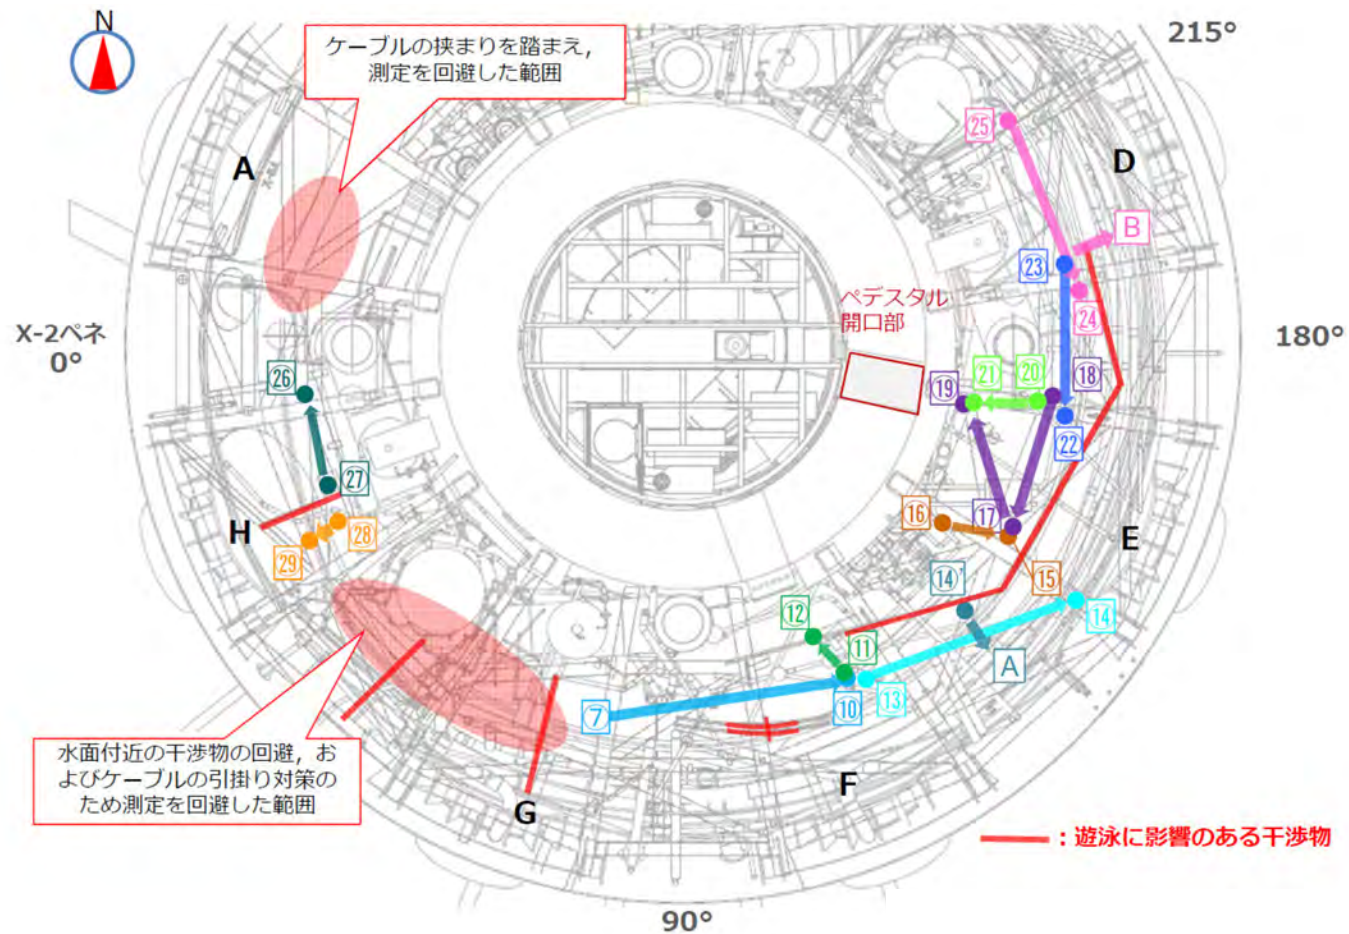 N
215°
ケーブルの挟まりを踏まえ,
測定を回避した範囲
㉕
A
D
B
㉓
㉔
ペデスタル
開口部
X-2ペネ
0°
180°
㉖
⑲
㉑
⑳
⑱
㉒
㉗
H
㉘
㉙
⑯
⑰
E
⑭
⑮
⑫
⑪
⑭
A
⑦
⑩
⑬
水面付近の干渉物の回避, お
よびケーブルの引掛り対策の
ため測定を回避した範囲
G
F
：遊泳に影響のある干渉物
90°